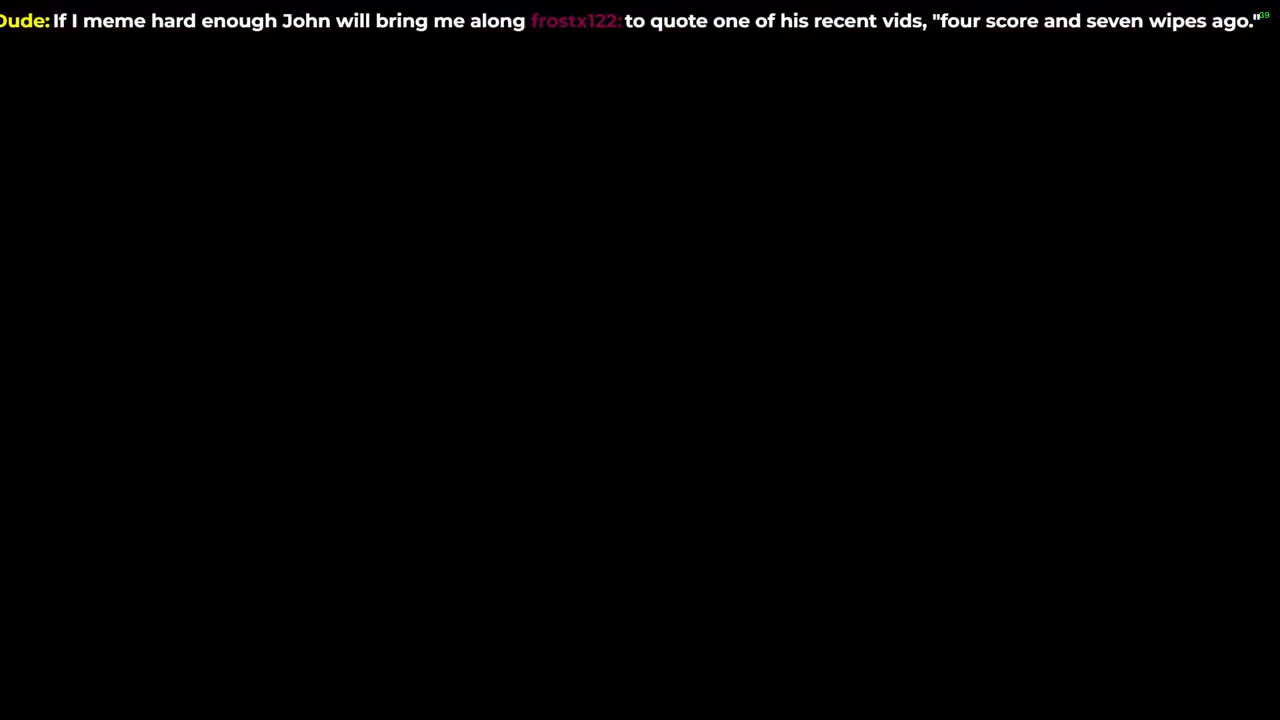 Dude: If I meme hard enough John will bring me along frostx122: to quote one of his recent vids, "four score and seven wipes ago."
39